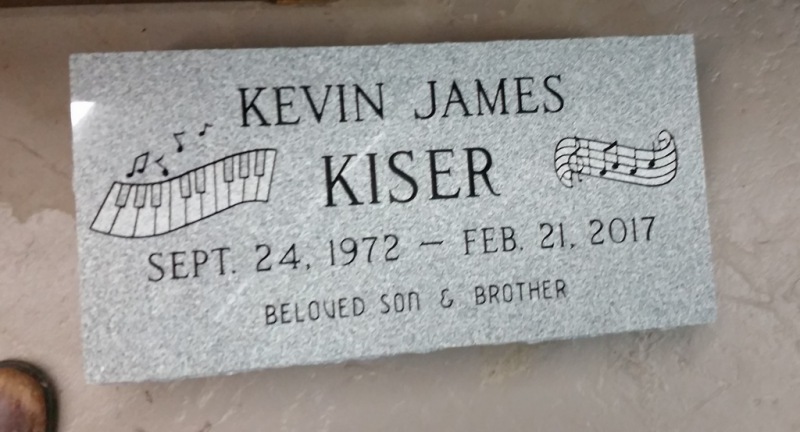 KEVIN JAMES
KISER
SEPT. 24, 1972 — FEB. 21, 2017
BELOVED SON & BROTHER